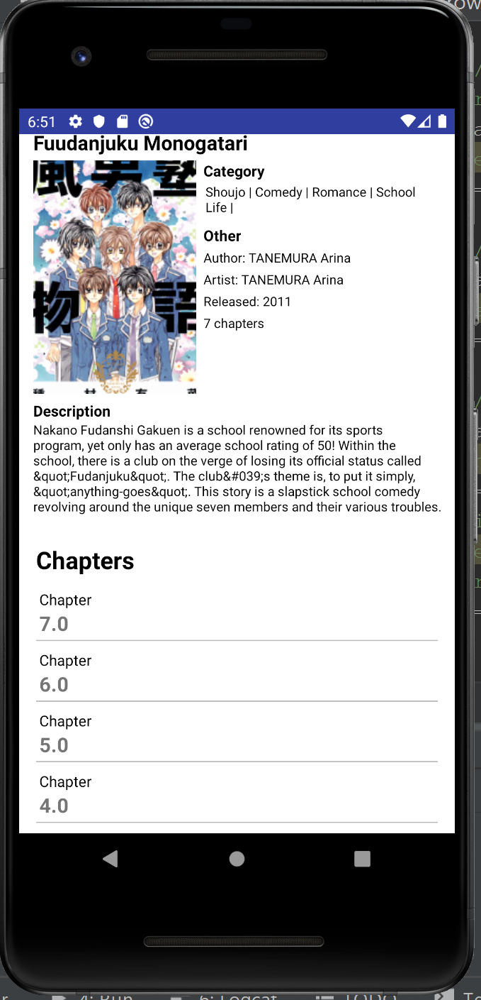 6:51
Fuudanjuku Monogatari
風男塾
物語
Category
Shoujo | Comedy | Romance | School
Life |
Other
Author: TANEMURA Arina
Artist: TANEMURA Arina
Released: 2011
7 chapters
Description
Nakano Fudanshi Gakuen is a school renowned for its sports
program, yet only has an average school rating of 50! Within the
school, there is a club on the verge of losing its official status called
&quot;Fudanjuku&quot;. The club&#039;s theme is, to put it simply,
&quot;anything-goes&quot;. This story is a slapstick school comedy
revolving around the unique seven members and their various troubles.
Chapters
Chapter
7.0
Chapter
6.0
Chapter
5.0
Chapter
4.0
4: Run
6: Logcat
TODO